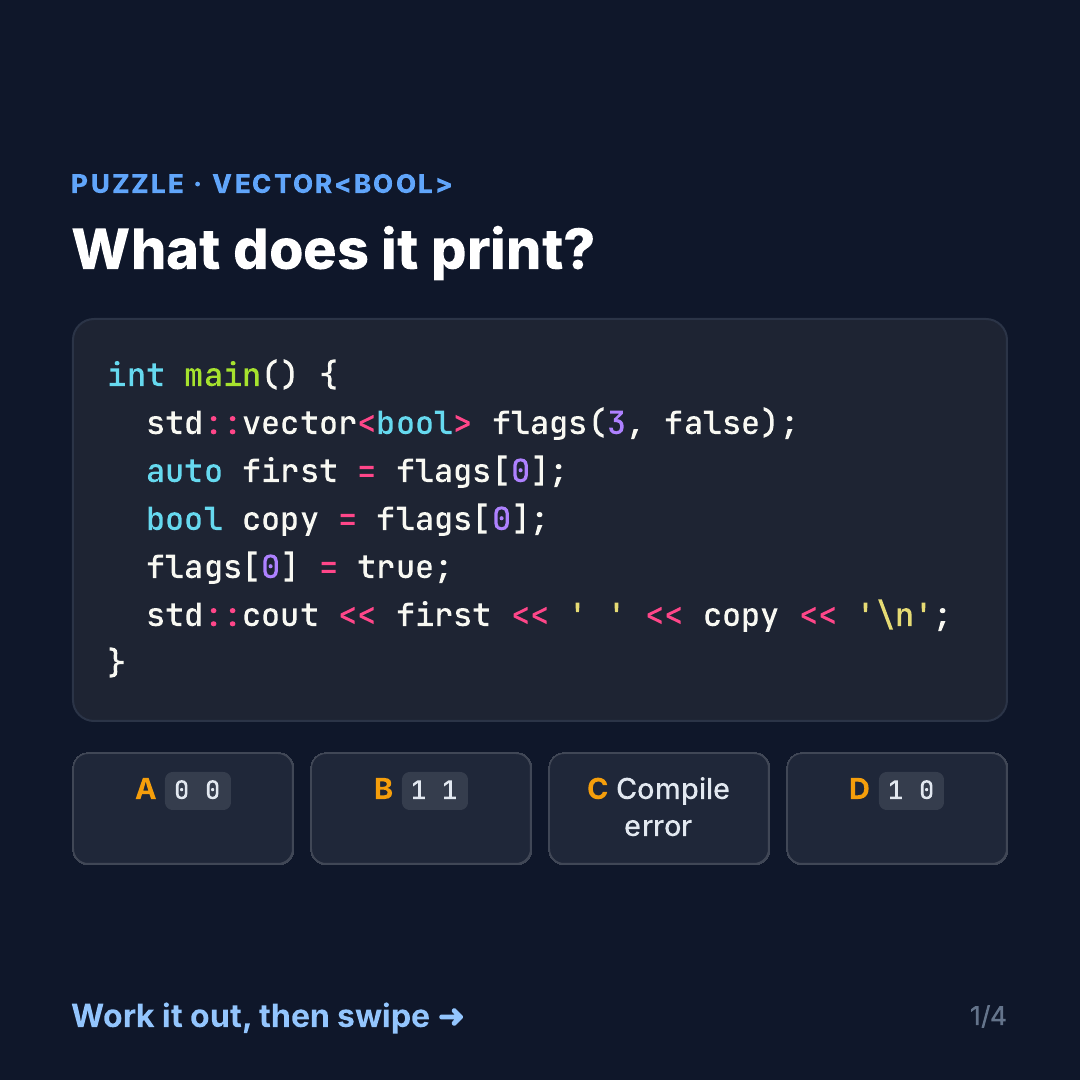 PUZZLE · VECTOR<BOOL>
What does it print?
int main() {
  std::vector<bool> flags(3, false);
  auto first = flags[0];
  bool copy = flags[0];
  flags[0] = true;
  std::cout << first << ' ' << copy << '\n';
}
A 0 0
B 1 1
C Compile
error
D 1 0
Work it out, then swipe ➜
1/4